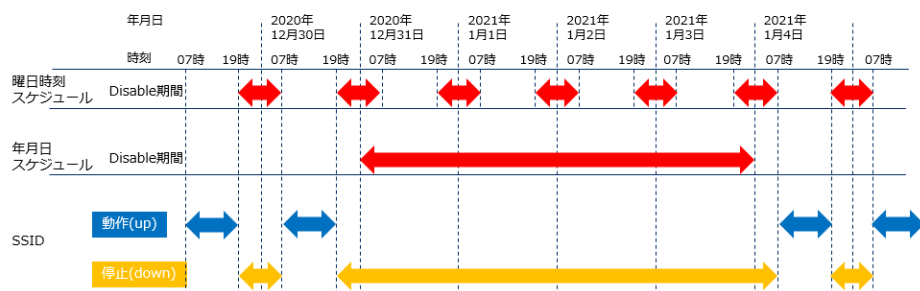 年月日
2020年
12月30日
2020年
12月31日
2021年
1月1日
2021年
1月2日
2021年
1月3日
2021年
1月4日
時刻
07時 19時 07時 19時 07時 19時 07時 19時 07時 19時 07時 19時 07時 19時 07時
曜日時刻
スケジュール
Disable期間
年月日
スケジュール
Disable期間
SSID
動作(up)
停止(down)